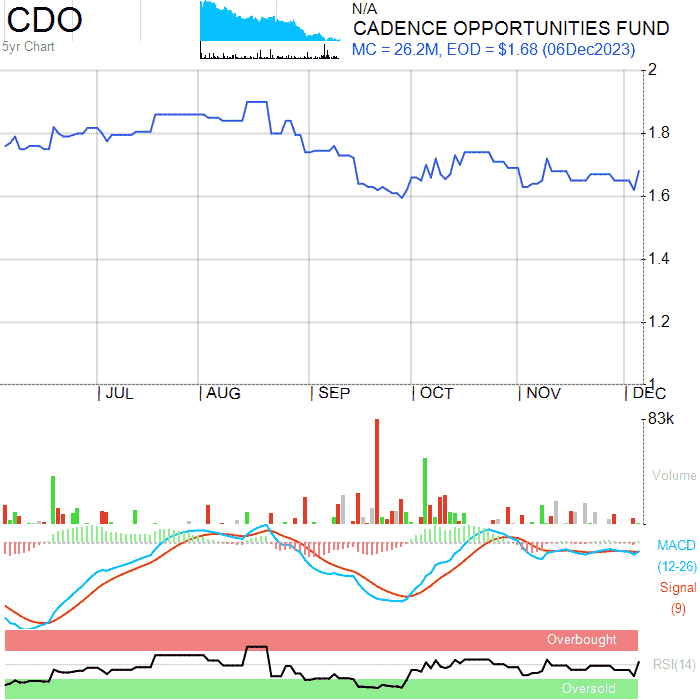 CDO
5yr Chart
N/A
CADENCE OPPORTUNITIES FUND
MC = 26.2M, EOD = $1.68 (06Dec2023)
2
1.8
1.6
1.4
1.2
1
JUL AUG SEP OCT NOV DEC
83k
Volume
MACD
(12-26)
Signal
(9)
Overbought
RSI(14)
Oversold